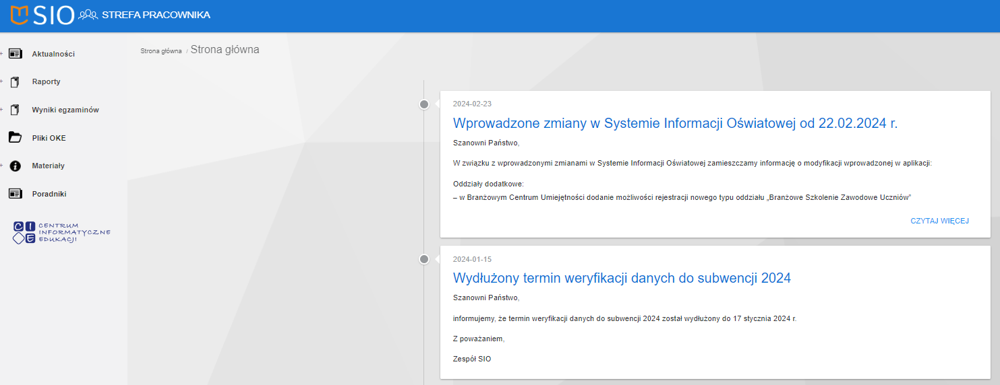 SIO STREFA PRACOWNIKA
Aktualności
Raporty
Wyniki egzaminów
Pliki OKE
Materiały
Poradniki
CIE CENTRUM
INFORMATYCZNE
EDUKACJI
Strona główna / Strona główna
2024-02-23
Wprowadzone zmiany w Systemie Informacji Oświatowej od 22.02.2024 r.
Szanowni Państwo,
W związku z wprowadzonymi zmianami w Systemie Informacji Oświatowej zamieszczamy informację o modyfikacji wprowadzonej w aplikacji:
Oddziały dodatkowe:
– w Branżowym Centrum Umiejętności dodanie możliwości rejestracji nowego typu oddziału „Branżowe Szkolenie Zawodowe Uczniów”
CZYTAJ WIĘCEJ
2024-01-15
Wydłużony termin weryfikacji danych do subwencji 2024
Szanowni Państwo,
informujemy, że termin weryfikacji danych do subwencji 2024 został wydłużony do 17 stycznia 2024 r.
Z poważaniem,
Zespół SIO